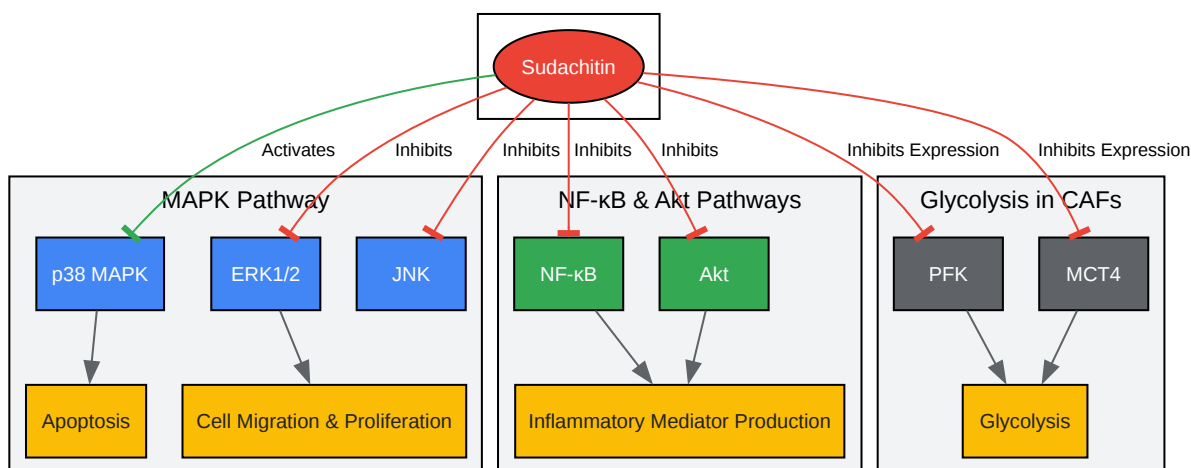 Sudachitin
Activates
Inhibits
Inhibits
Inhibits
Inhibits
Inhibits Expression
Inhibits Expression
MAPK Pathway
NF-κB & Akt Pathways
Glycolysis in CAFs
p38 MAPK
ERK1/2
JNK
NF-κB
Akt
PFK
MCT4
Apoptosis
Cell Migration & Proliferation
Inflammatory Mediator Production
Glycolysis